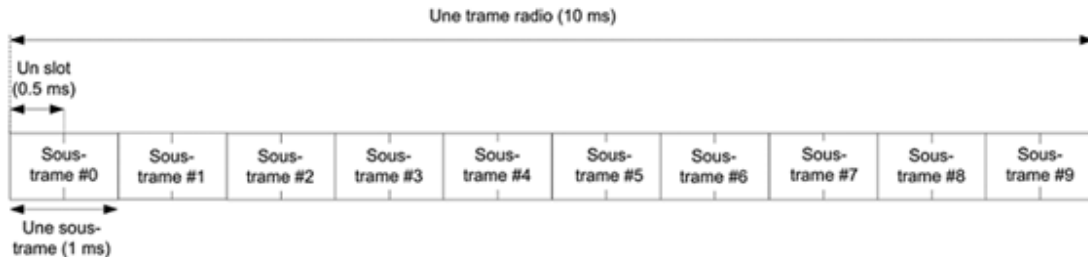 Une trame radio (10 ms)
Un slot
(0.5 ms)
Sous-
trame #0
Sous-
trame #1
Sous-
trame #2
Sous-
trame #3
Sous-
trame #4
Sous-
trame #5
Sous-
trame #6
Sous-
trame #7
Sous-
trame #8
Sous-
trame #9
Une sous-
trame (1 ms)